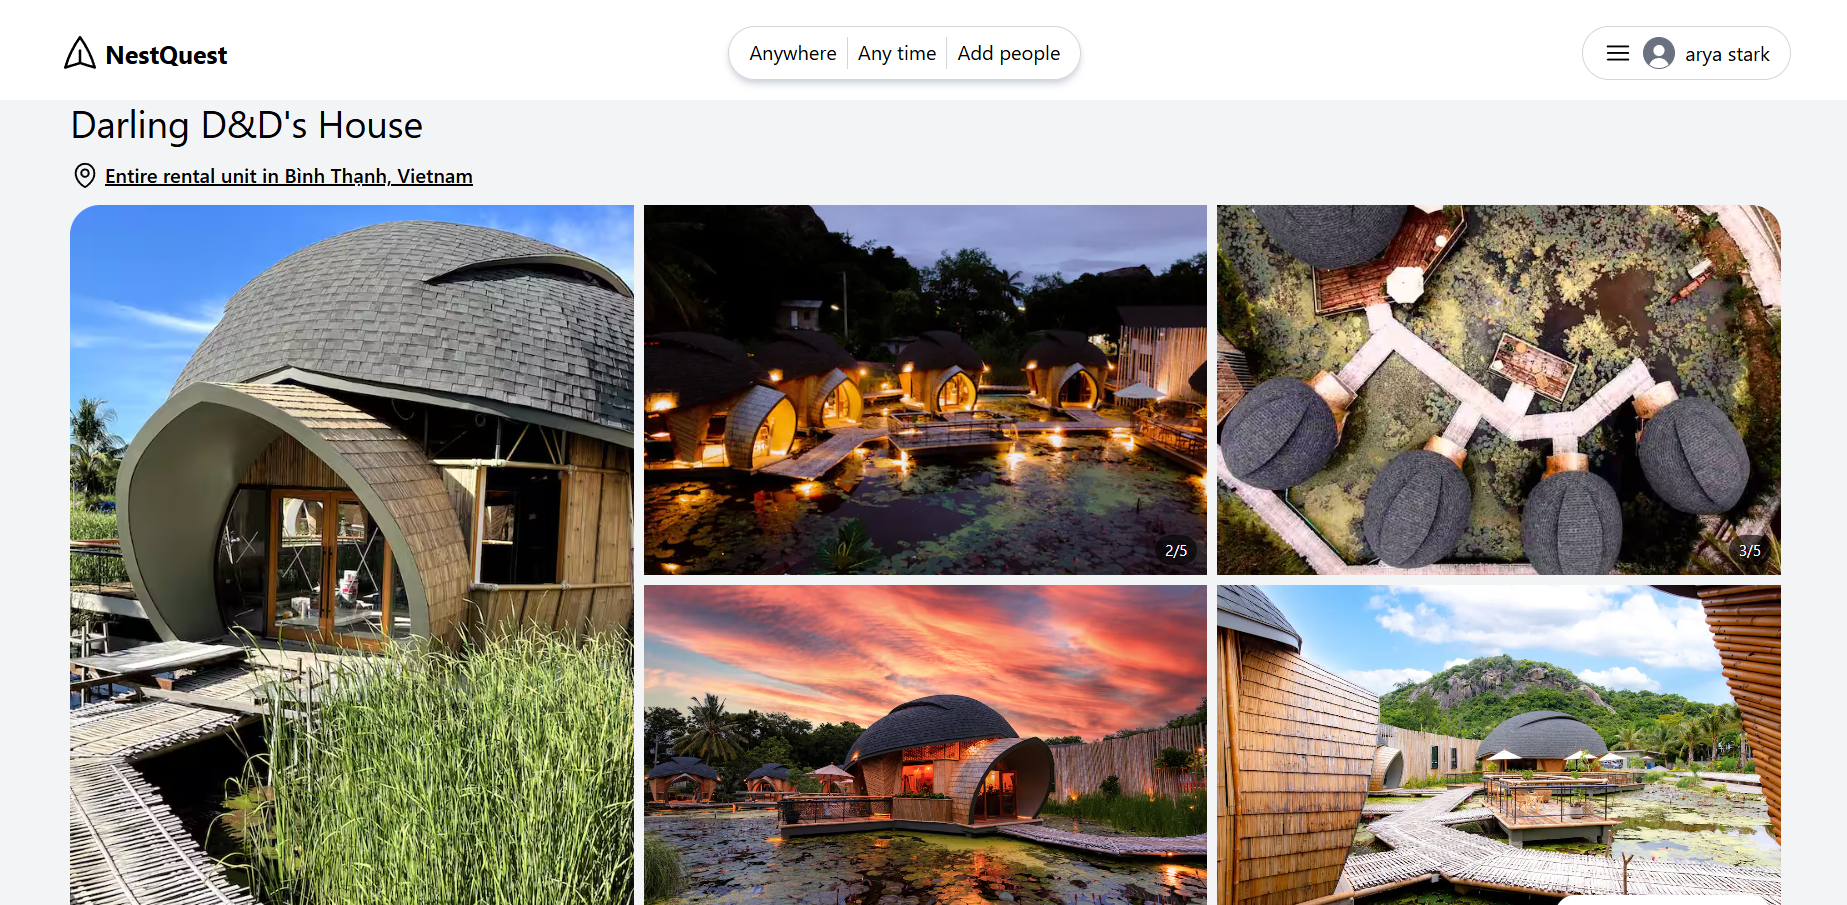 NestQuest
Anywhere
Any time
Add people
arya stark
Darling D&D's House
Entire rental unit in Bình Thạnh, Vietnam
2/5
3/5